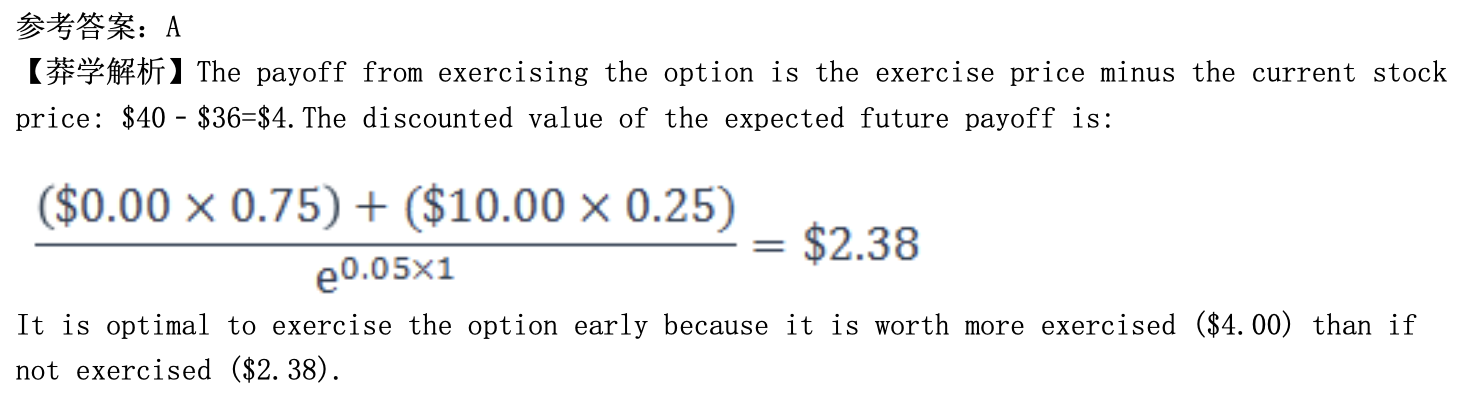 参考答案：A
【莽学解析】The payoff from exercising the option is the exercise price minus the current stock
price: $40‐$36=$4.The discounted value of the expected future payoff is:
($0.00 × 0.75) + ($10.00 × 0.25)
= $2.38
e^0.05×1
It is optimal to exercise the option early because it is worth more exercised ($4.00) than if
not exercised ($2.38).